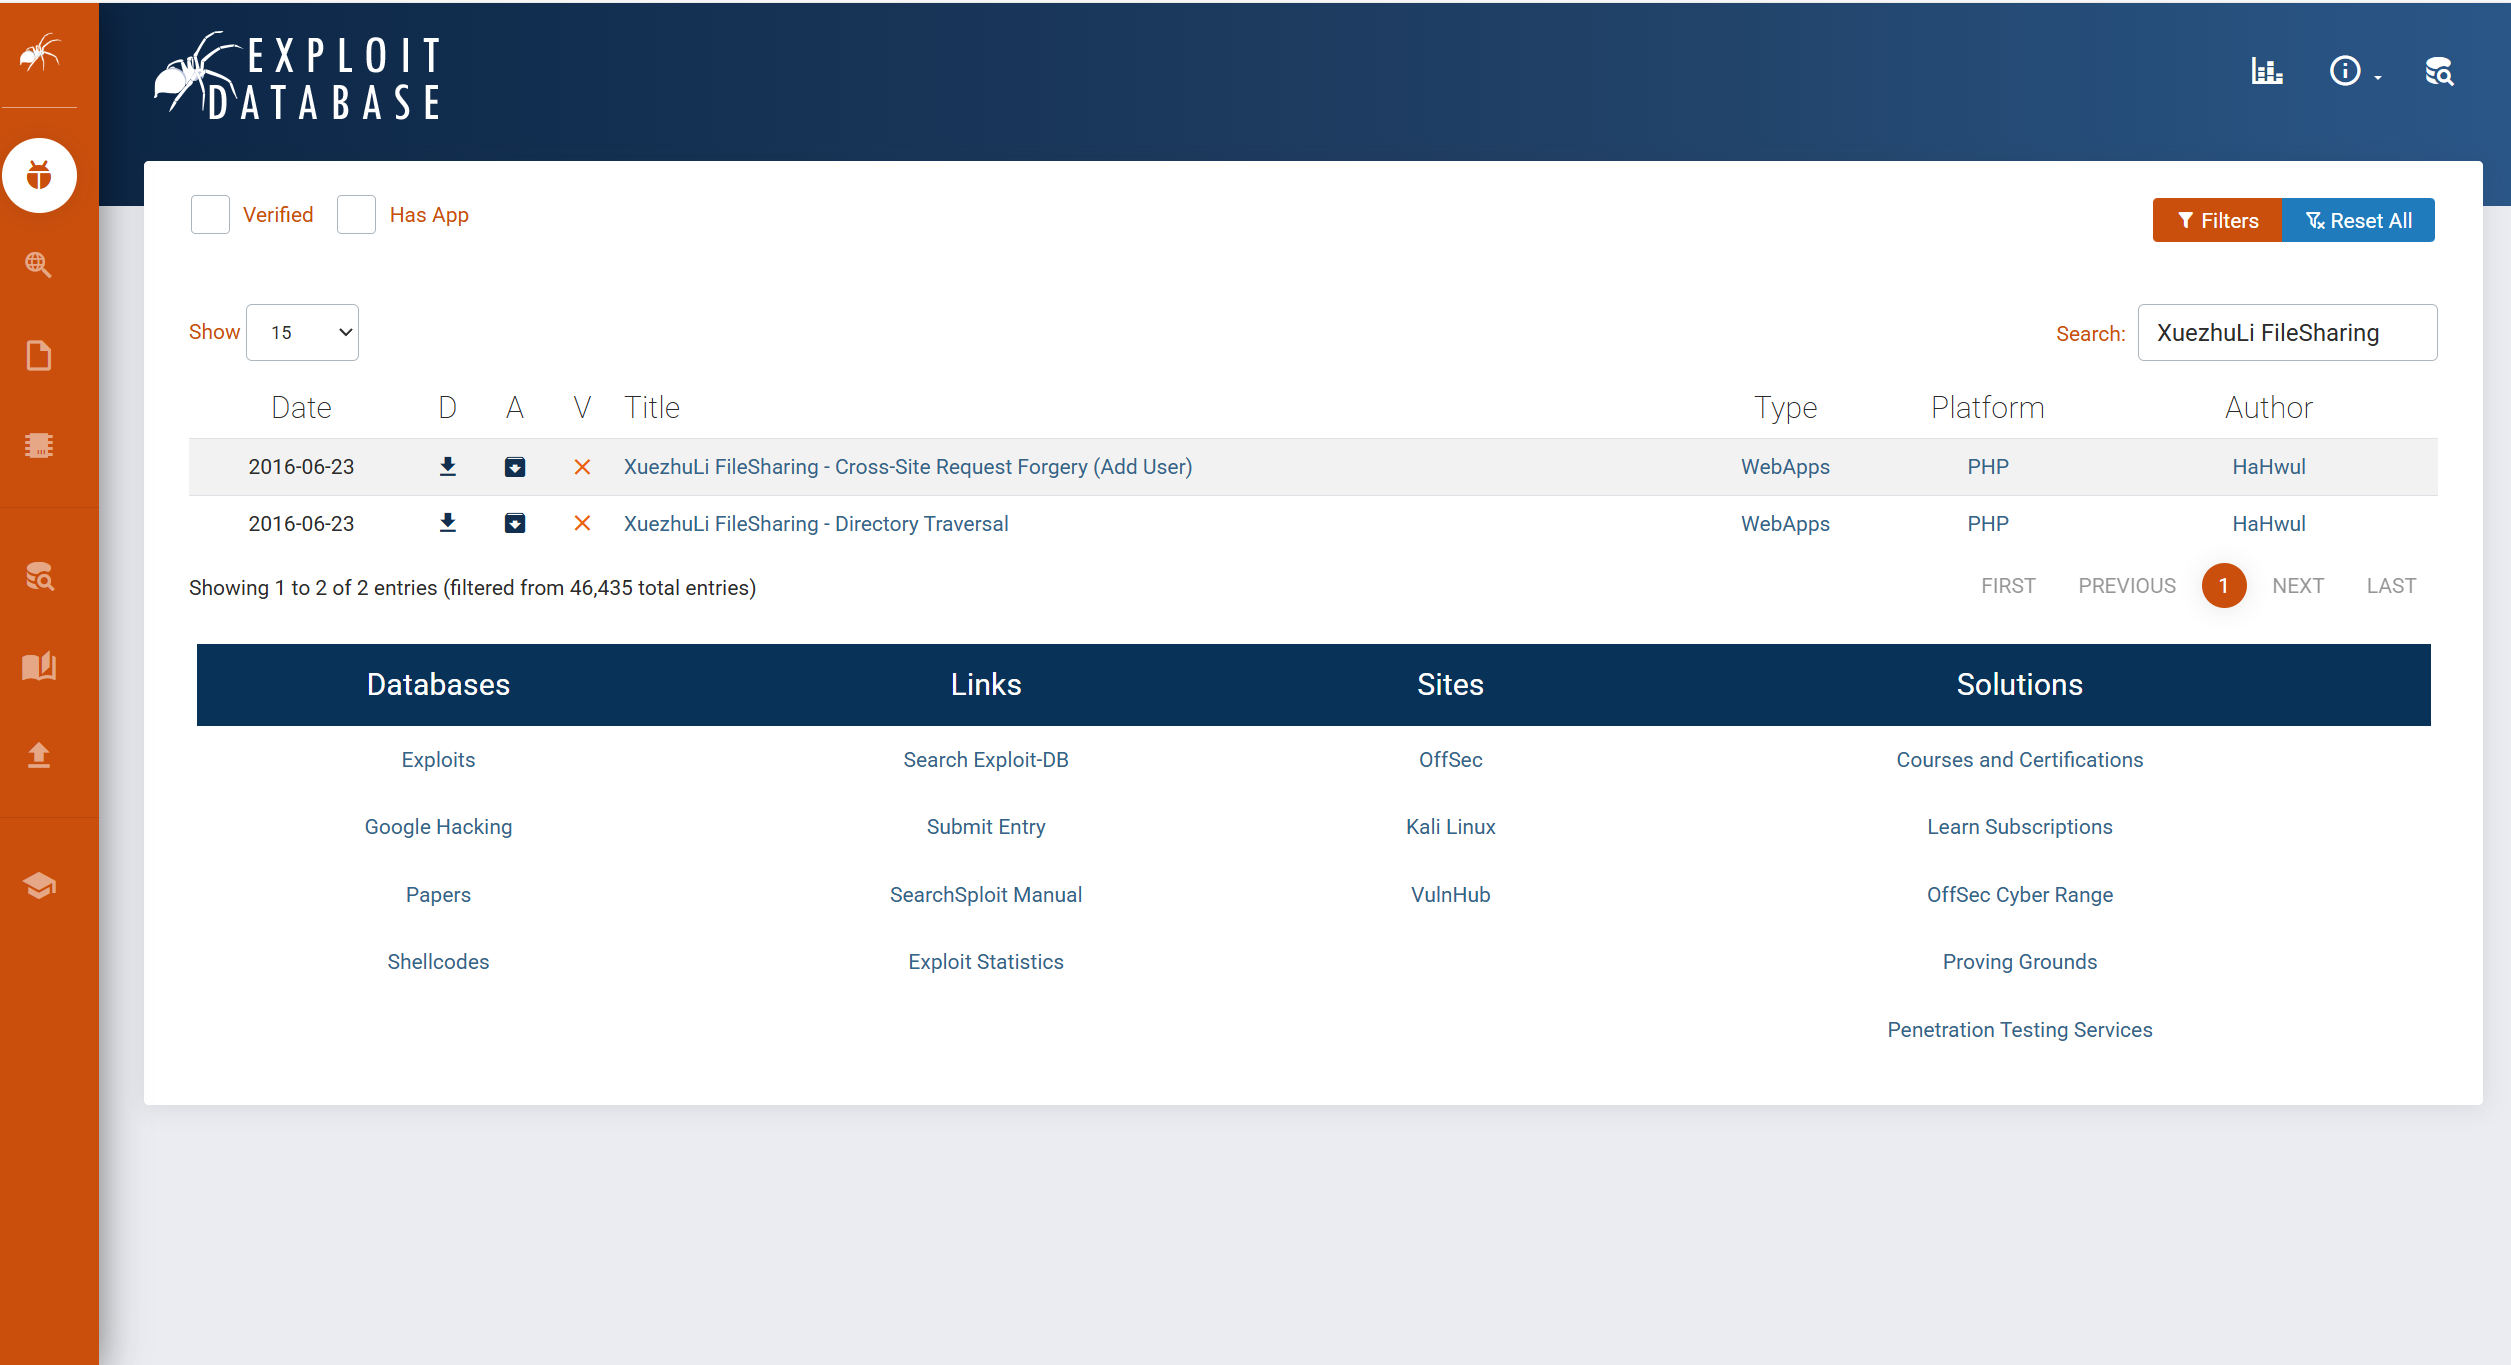 EXPLOIT
DATABASE
Verified Has App
Filters Reset All
Show 15 Search: XuezhuLi FileSharing
Date D A V Title Type Platform Author
2016-06-23 XuezhuLi FileSharing - Cross-Site Request Forgery (Add User) WebApps PHP HaHwul
2016-06-23 XuezhuLi FileSharing - Directory Traversal WebApps PHP HaHwul
Showing 1 to 2 of 2 entries (filtered from 46,435 total entries) FIRST PREVIOUS 1 NEXT LAST
Databases Links Sites Solutions
Exploits Search Exploit-DB OffSec Courses and Certifications
Google Hacking Submit Entry Kali Linux Learn Subscriptions
Papers SearchSploit Manual VulnHub OffSec Cyber Range
Shellcodes Exploit Statistics Proving Grounds
Penetration Testing Services